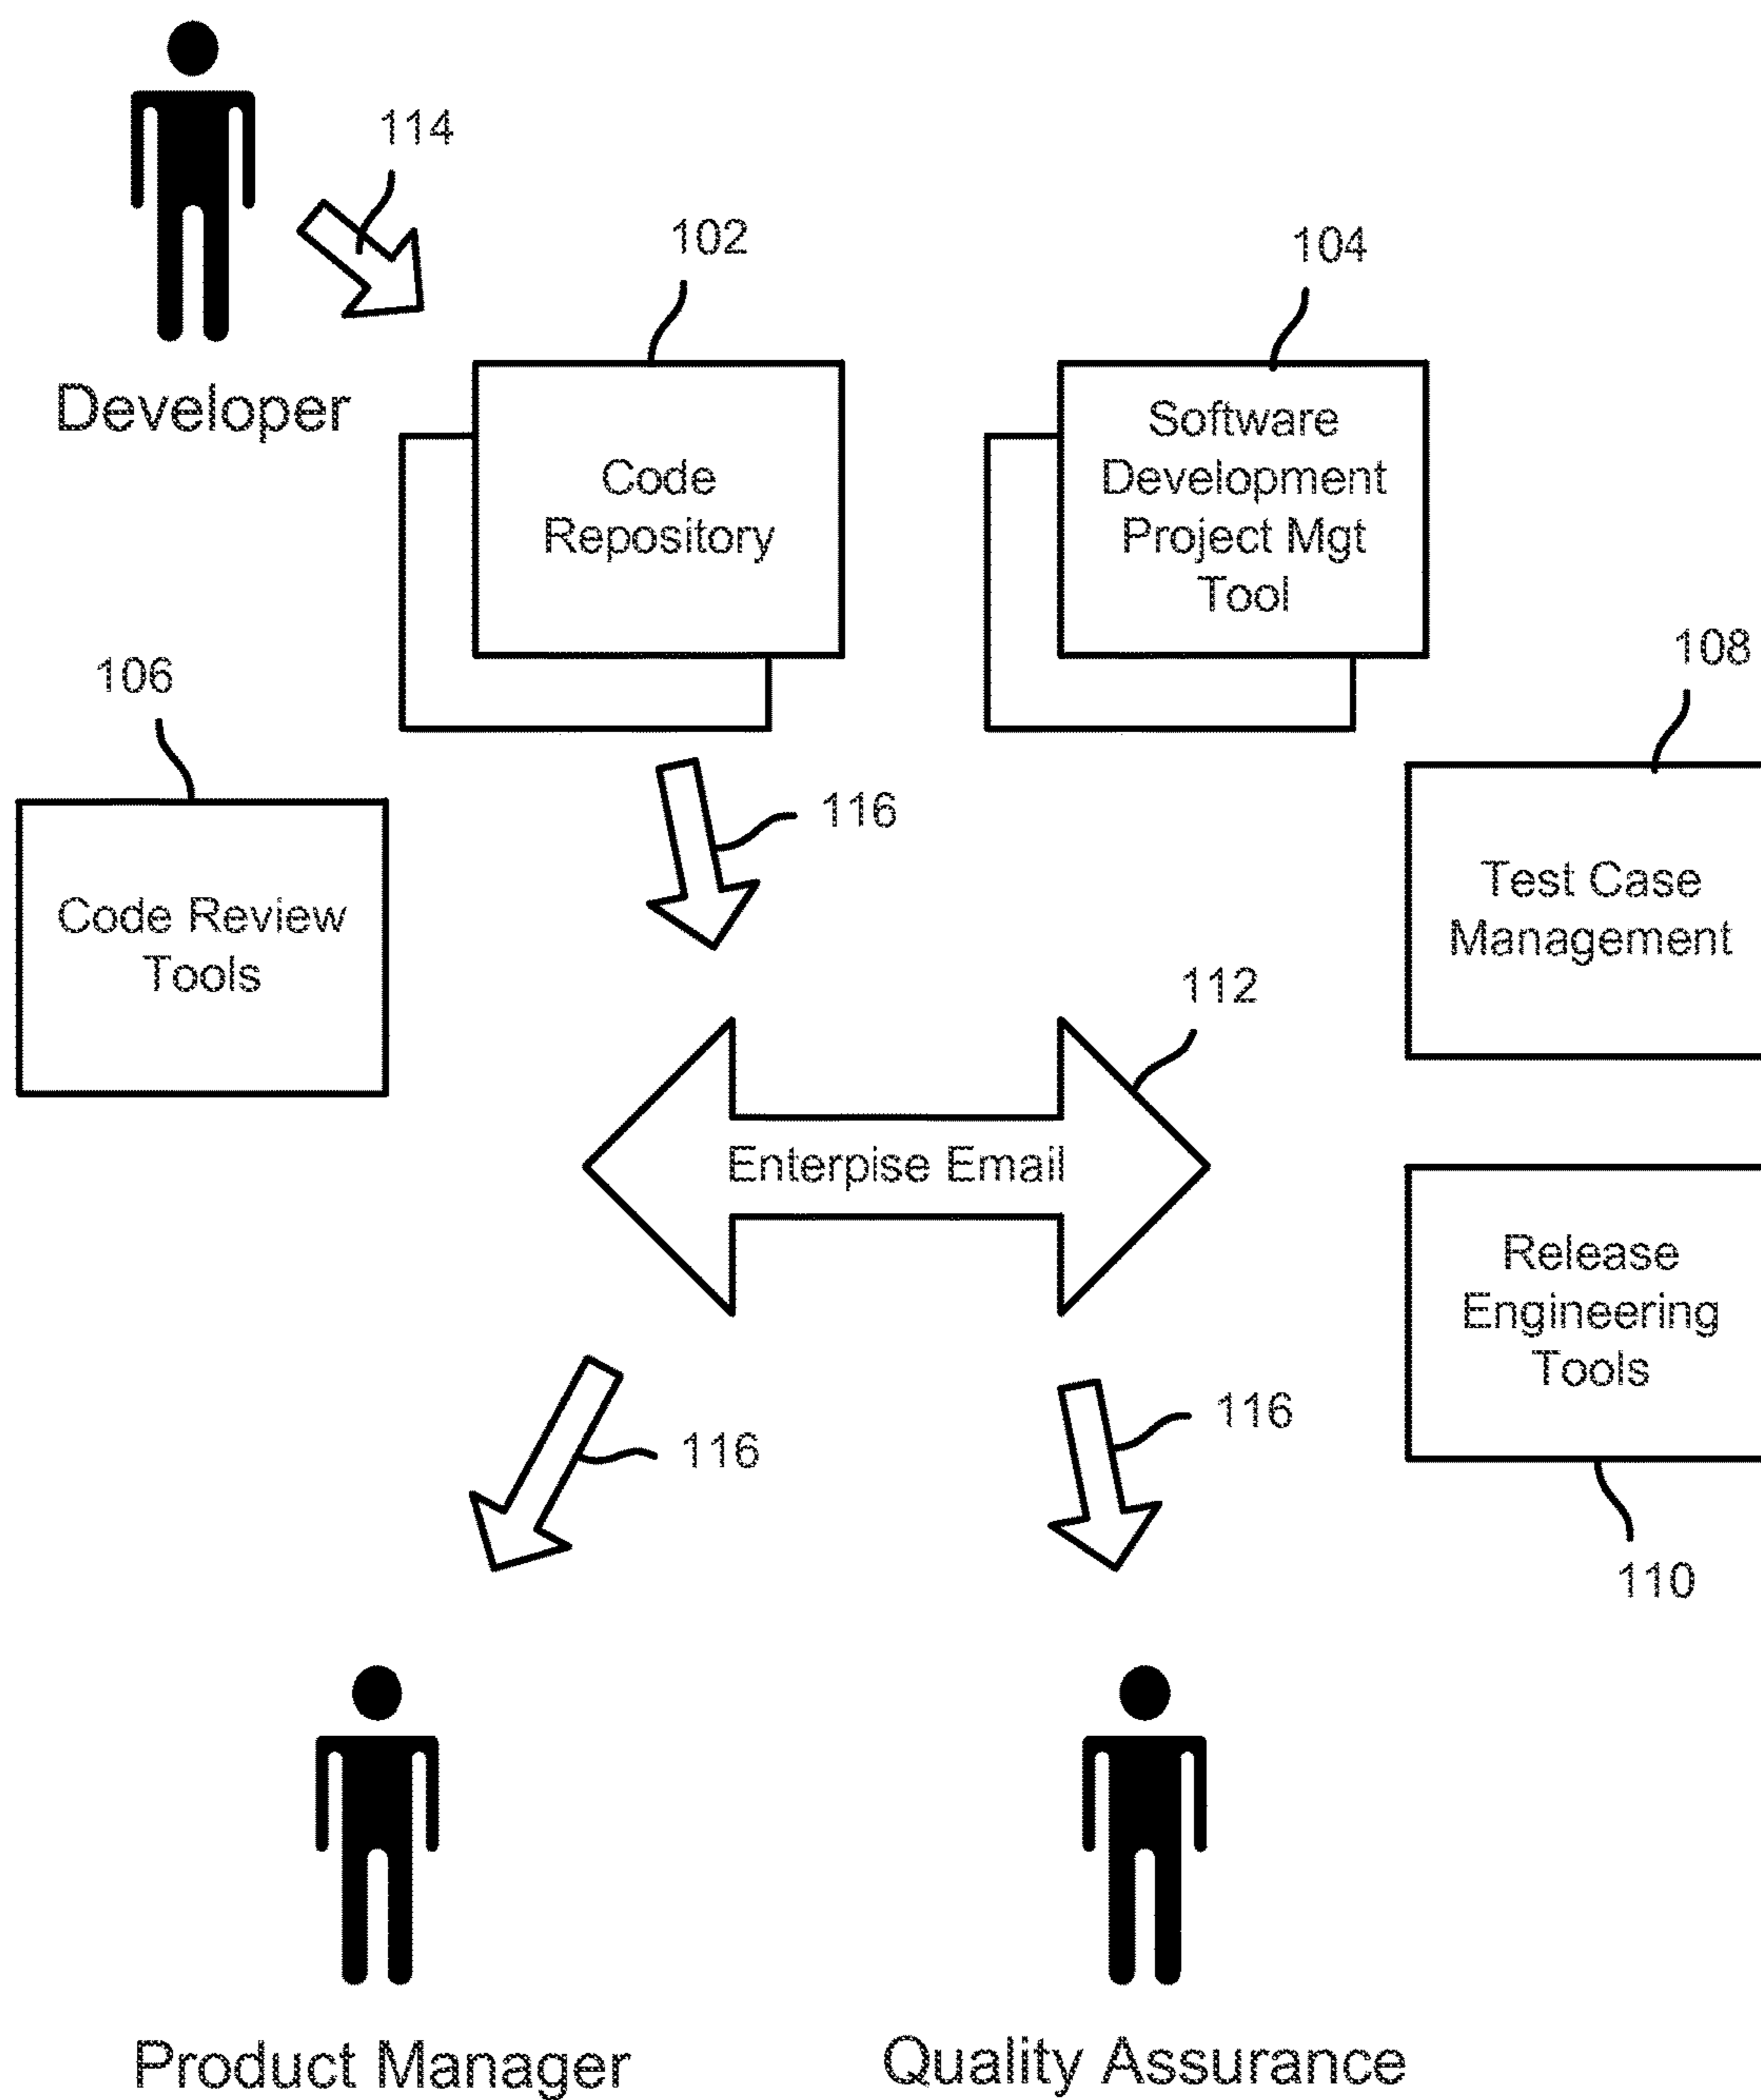 114
102
104
Developer
Code
Repository
Software
Development
Project Mgt
Tool
106
108
116
Code Review
Tools
Test Case
Management
112
Enterpise Email
Release
Engineering
Tools
116
116
110
Product Manager
Quality Assurance